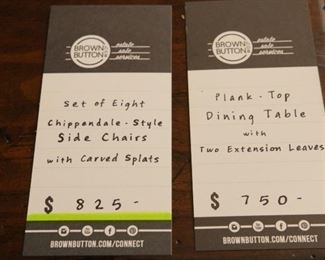 BROWN
BUTTON
estate
sale
services
Set of Eight
Chippendale-Style
Side Chairs
with Carved Splats
$ 825-
BROWNBUTTON.COM/CONNECT
BROWN
BUTTON
estate
sale
services
Plank-Top
Dining Table
with
Two Extension Leaves
$ 750-
BROWNBUTTON.COM/CONNECT